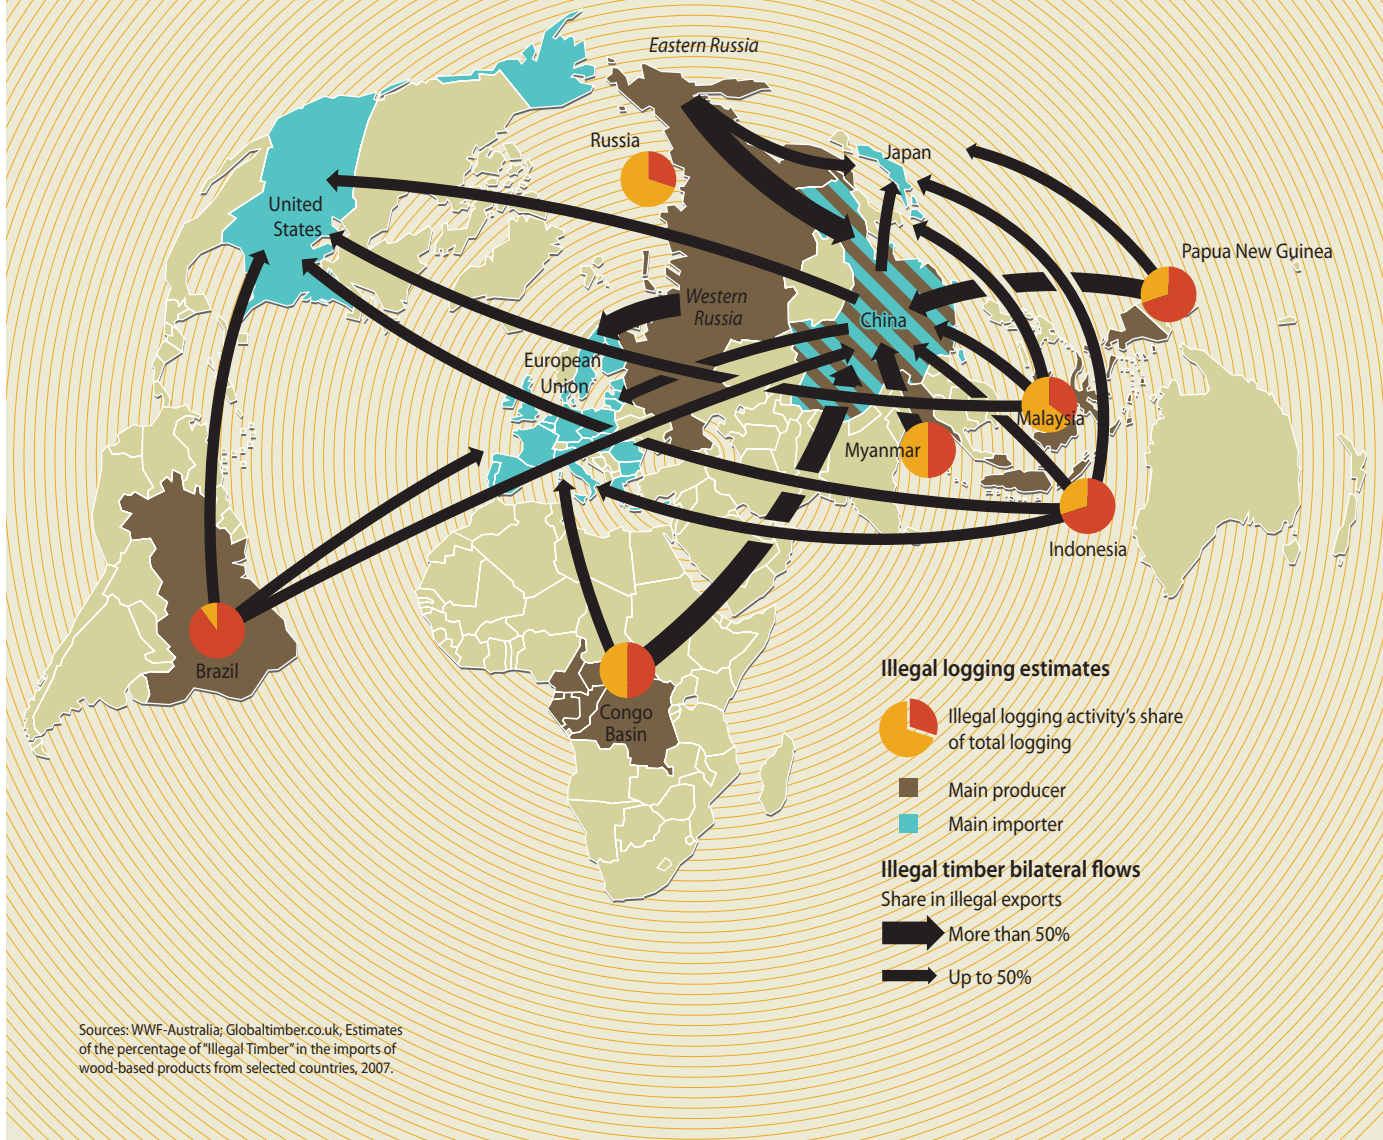 Eastern Russia
Russia
Japan
United
States
Papua New Guinea
Western
Russia
China
European
Union
Malaysia
Myanmar
Indonesia
Brazil
Congo
Basin
Illegal logging estimates
Illegal logging activity's share
of total logging
Main producer
Main importer
Illegal timber bilateral flows
Share in illegal exports
More than 50%
Up to 50%
Sources: WWF-Australia; Globaltimber.co.uk, Estimates
of the percentage of “Illegal Timber” in the imports of
wood-based products from selected countries, 2007.